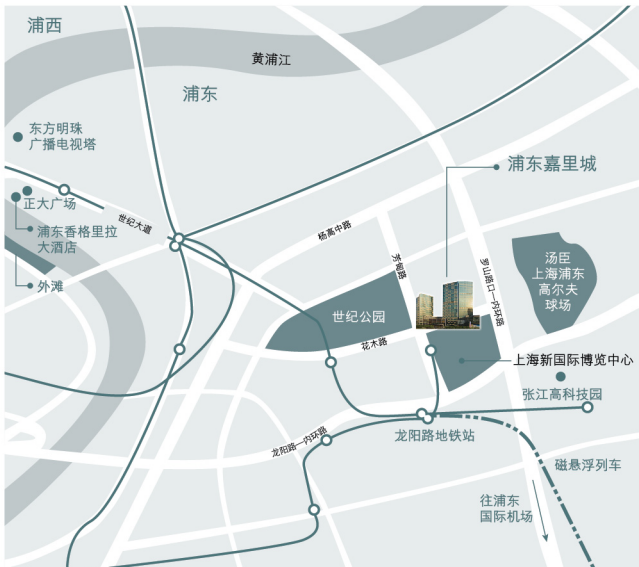 浦西
黄浦江
浦东
东方明珠
广播电视塔
浦东嘉里城
正大广场
世纪大道
浦东香格里拉
大酒店
外滩
杨高中路
芳甸路
罗山路口—内环路
汤臣
上海浦东
高尔夫
球场
世纪公园
花木路
上海新国际博览中心
张江高科技园
龙阳路—内环路
龙阳路地铁站
磁悬浮列车
往浦东
国际机场